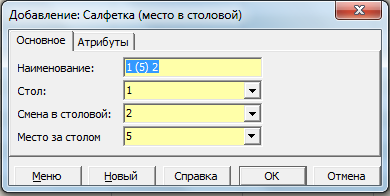 Добавление: Салфетка (место в столовой)
Основное Атрибуты
Наименование: 1 (5) 2
Стол: 1
Смена в столовой: 2
Место за столом 5
Меню Новый Справка OK Отмена